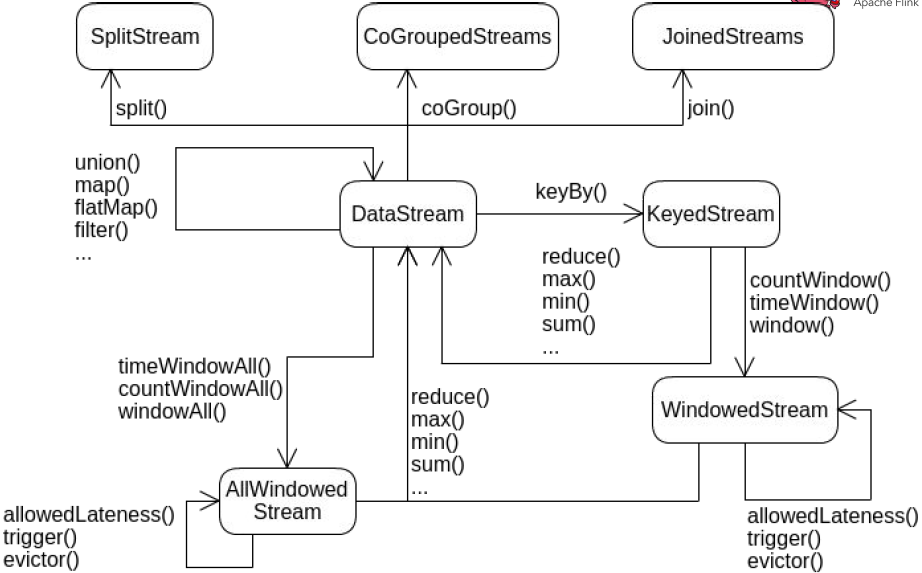 Apache Flink
SplitStream
CoGroupedStreams
JoinedStreams
split()
coGroup()
join()
union()
map()
flatMap()
filter()
...
DataStream
keyBy()
KeyedStream
reduce()
max()
min()
sum()
...
countWindow()
timeWindow()
window()
timeWindowAll()
countWindowAll()
windowAll()
reduce()
max()
min()
sum()
...
WindowedStream
AllWindowed
Stream
allowedLateness()
trigger()
evictor()
allowedLateness()
trigger()
evictor()